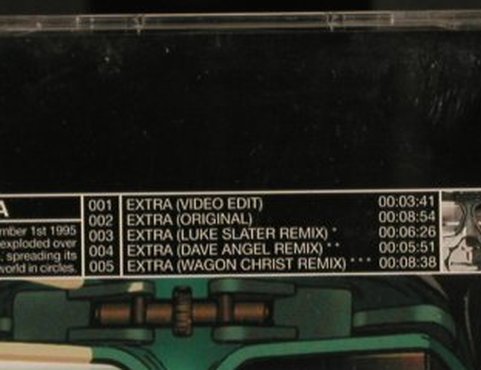 A
mber 1st 1995
exploded over
, spreading its
world in circles.
001 EXTRA (VIDEO EDIT) 00:03:41
002 EXTRA (ORIGINAL) 00:08:54
003 EXTRA (LUKE SLATER REMIX) * 00:06:26
004 EXTRA (DAVE ANGEL REMIX) * * 00:05:51
005 EXTRA (WAGON CHRIST REMIX) * * * 00:08:38